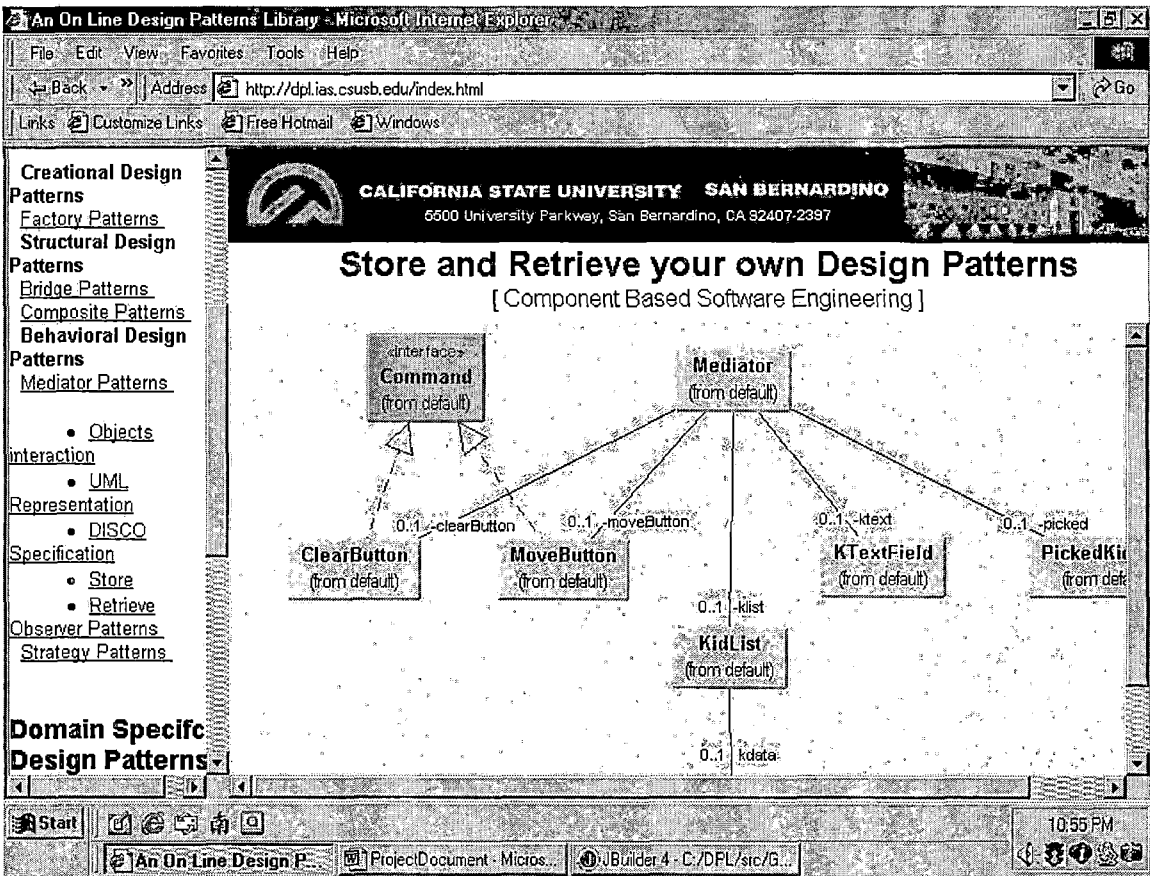 An On Line Design Patterns Library - Microsoft Internet Explorer
File Edit View Favorites Tools Help
Back » Address http://dpl.ias.csusb.edu/index.html Go
Links Customize Links Free Hotmail Windows
Creational Design
Patterns
Factory Patterns
Structural Design
Patterns
Bridge Patterns
Composite Patterns
Behavioral Design
Patterns
Mediator Patterns
• Objects
interaction
• UML
Representation
• DISCO
Specification
• Store
• Retrieve
Observer Patterns
Strategy Patterns
Domain Specifc
Design Patterns
CALIFORNIA STATE UNIVERSITY SAN BERNARDINO
5500 University Parkway, San Bernardino, CA 92407-2397
Store and Retrieve your own Design Patterns
[ Component Based Software Engineering ]
«interface»
Command
(from default)
Mediator
(from default)
0..1 -clearButton
0..1 -moveButton
0..1 -ktext
0..1 -picked
ClearButton
(from default)
MoveButton
(from default)
KTextField
(from default)
PickedKid
(from defa
0..1 -klist
KidList
(from default)
0..1 kdata
Start
10:55 PM
An On Line Design P... ProjectDocument - Micros... JBuilder 4 - C:/DPL/src/G...